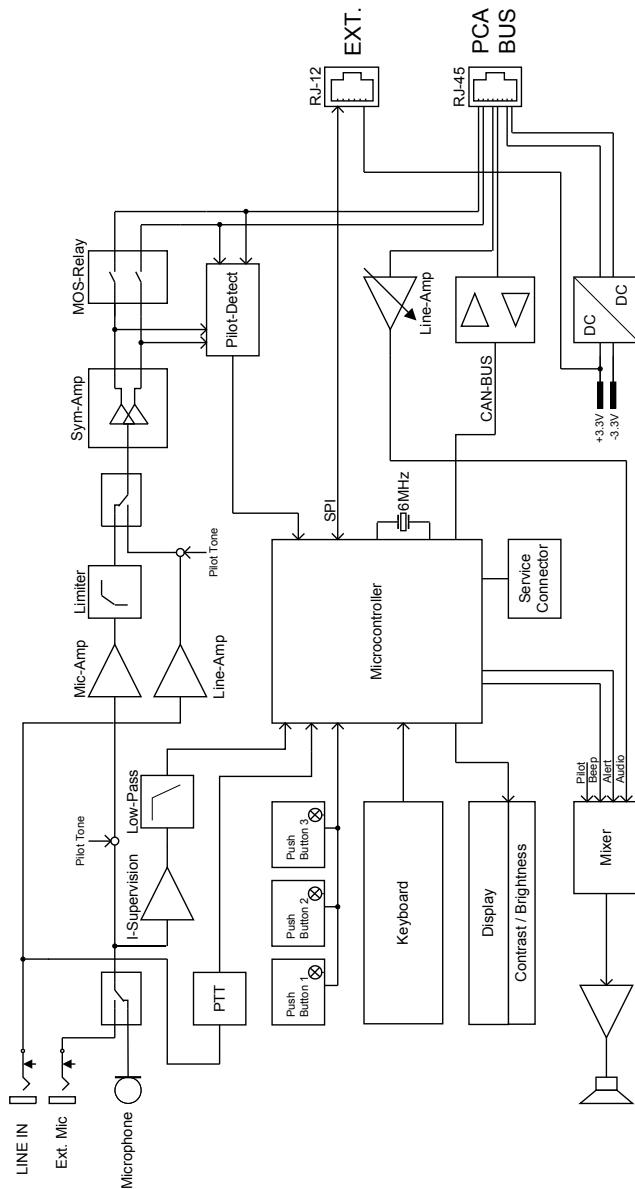 LINE IN
Ext. Mic
Microphone
PTT
I-Supervision
Low-Pass
Pilot Tone
Mic-Amp
Line-Amp
Limiter
Pilot Tone
Sym-Amp
MOS-Relay
Pilot-Detect
Push
Button 1
Push
Button 2
Push
Button 3
Keyboard
Display
Contrast / Brightness
Microcontroller
6MHz
SPI
Service
Connector
CAN-BUS
Line-Amp
+3.3V
-3.3V
DC
DC
RJ-12
EXT.
RJ-45
PCA
BUS
Pilot
Beep
Alert
Audio
Mixer